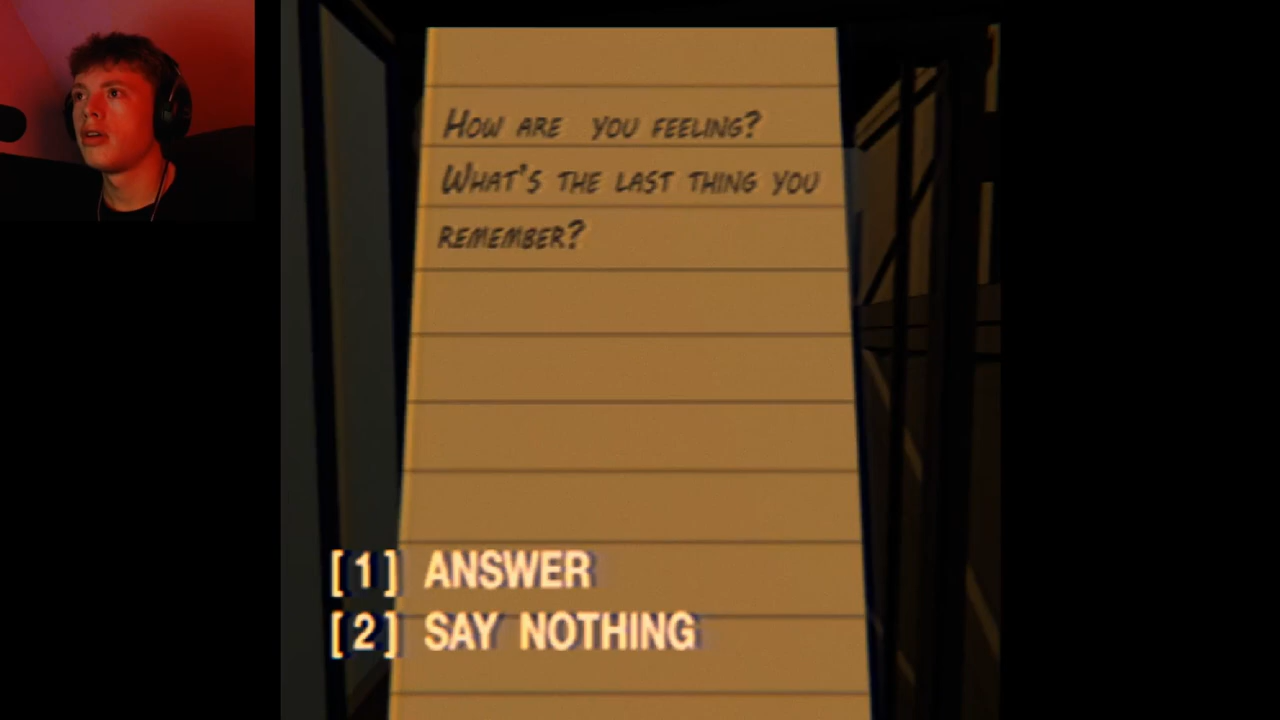 HOW ARE YOU FEELING?
WHAT'S THE LAST THING YOU
REMEMBER?
[1] ANSWER
[2] SAY NOTHING